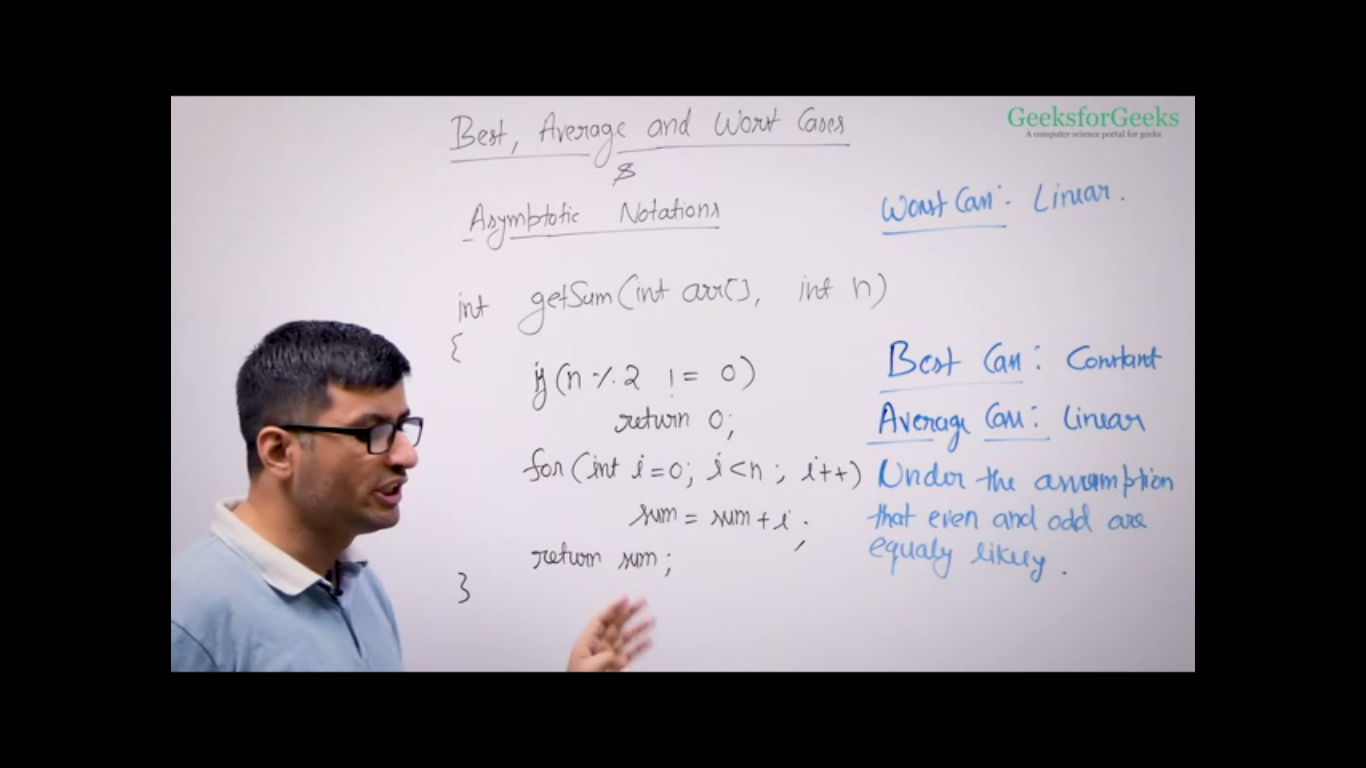 GeeksforGeeks
A computer science portal for geeks
Best, Average and Worst Cases
&
Asymptotic Notations
Worst Case: Linear.
int getSum(int arr[], int n)
{
if(n % 2 != 0)
return 0;
for(int i=0; i<n; i++)
sum = sum + i;
return sum;
}
Best Case: Constant
Average Case: Linear
Under the assumption
that even and odd are
equaly likely.